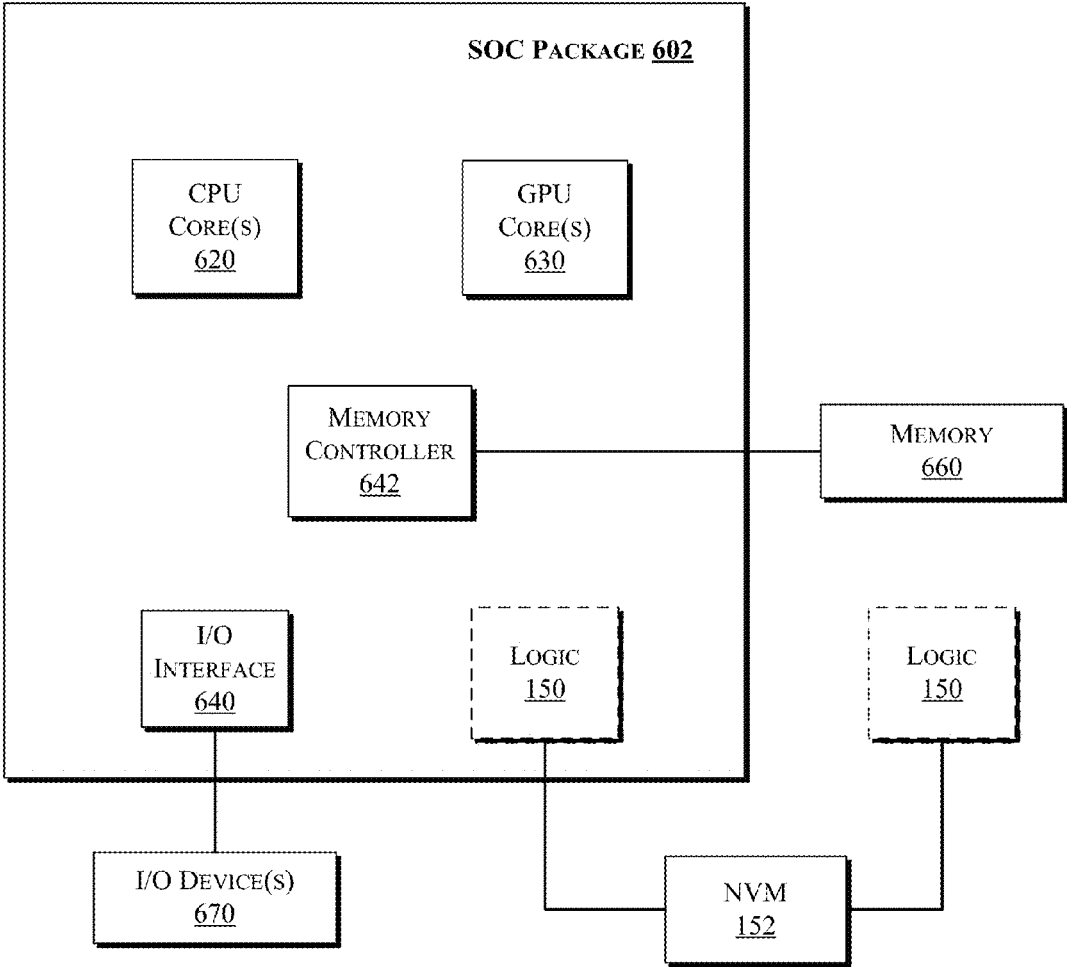 SOC PACKAGE 602
CPU
CORE(S)
620
GPU
CORE(S)
630
MEMORY
CONTROLLER
642
MEMORY
660
I/O
INTERFACE
640
LOGIC
150
LOGIC
150
I/O DEVICE(S)
670
NVM
152